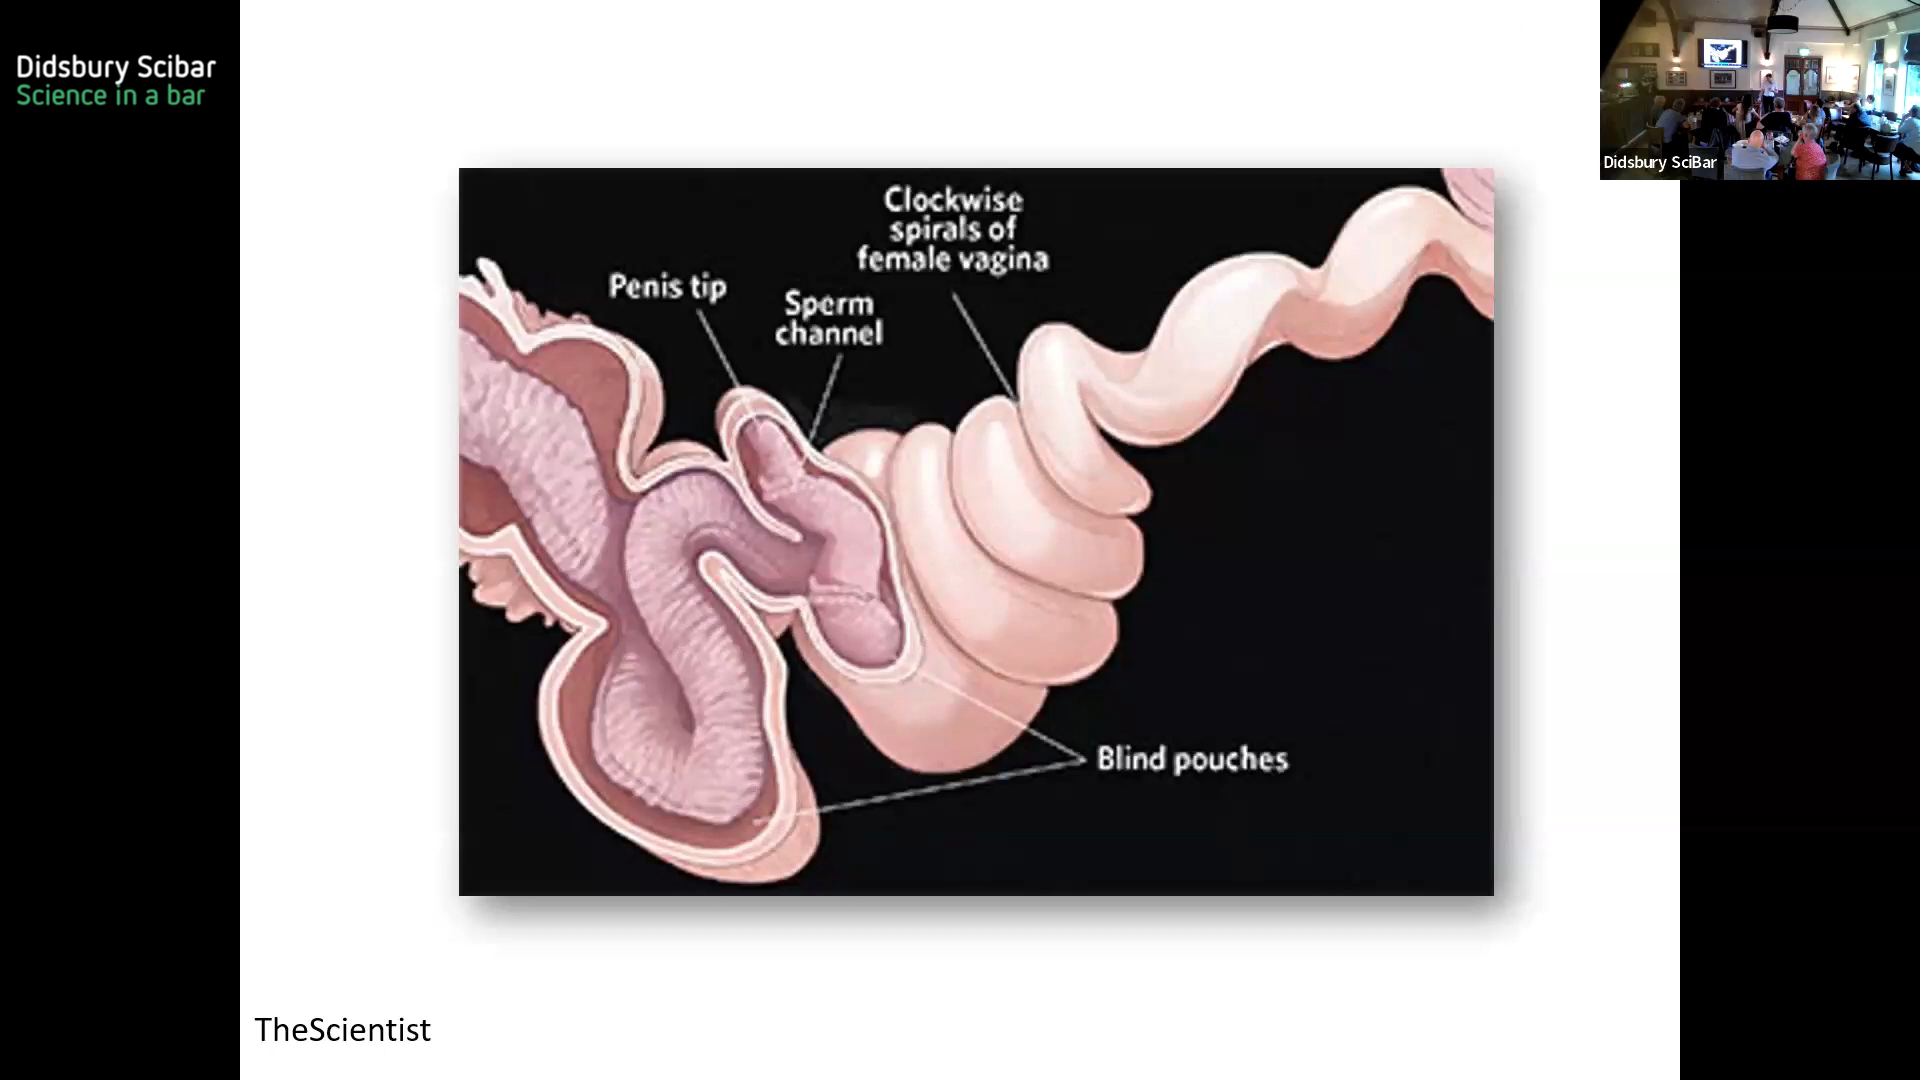 Didsbury Scibar
Science in a bar
Didsbury SciBar
Clockwise
spirals of
female vagina
Penis tip
Sperm
channel
Blind pouches
TheScientist